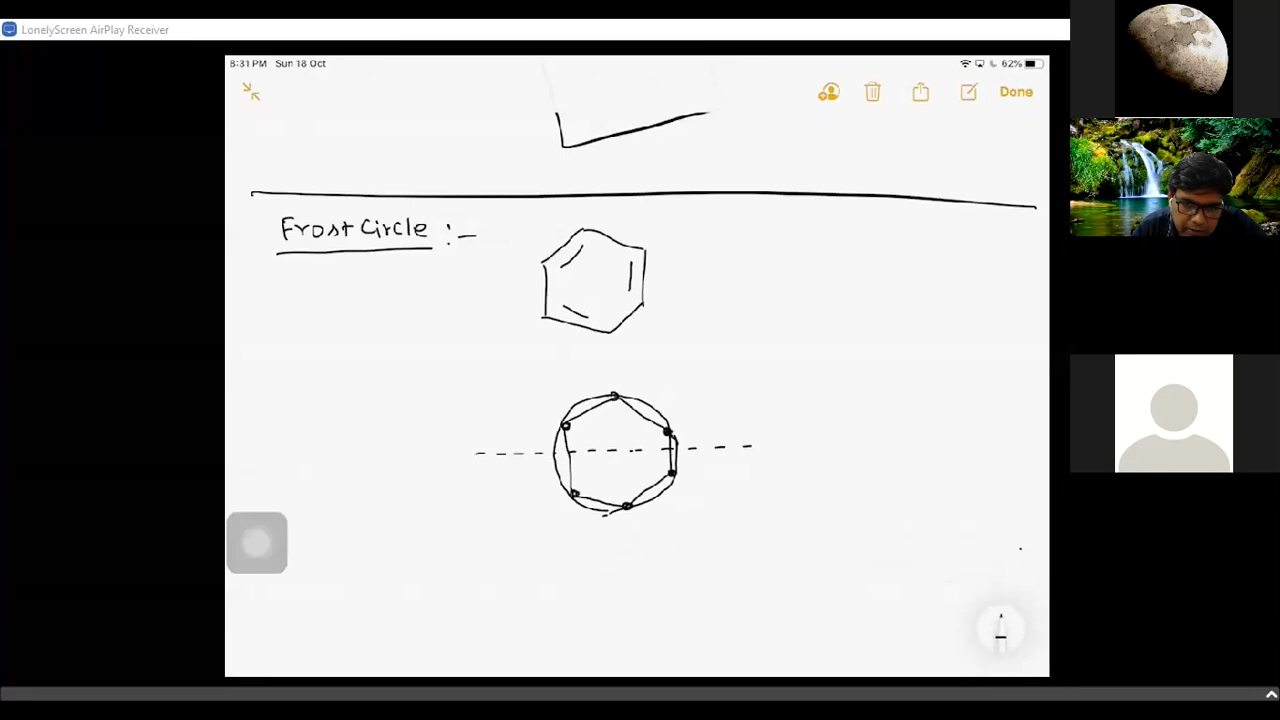 LonelyScreen AirPlay Receiver
8:31 PM Sun 18 Oct
62%
Done
Frost Circle :-